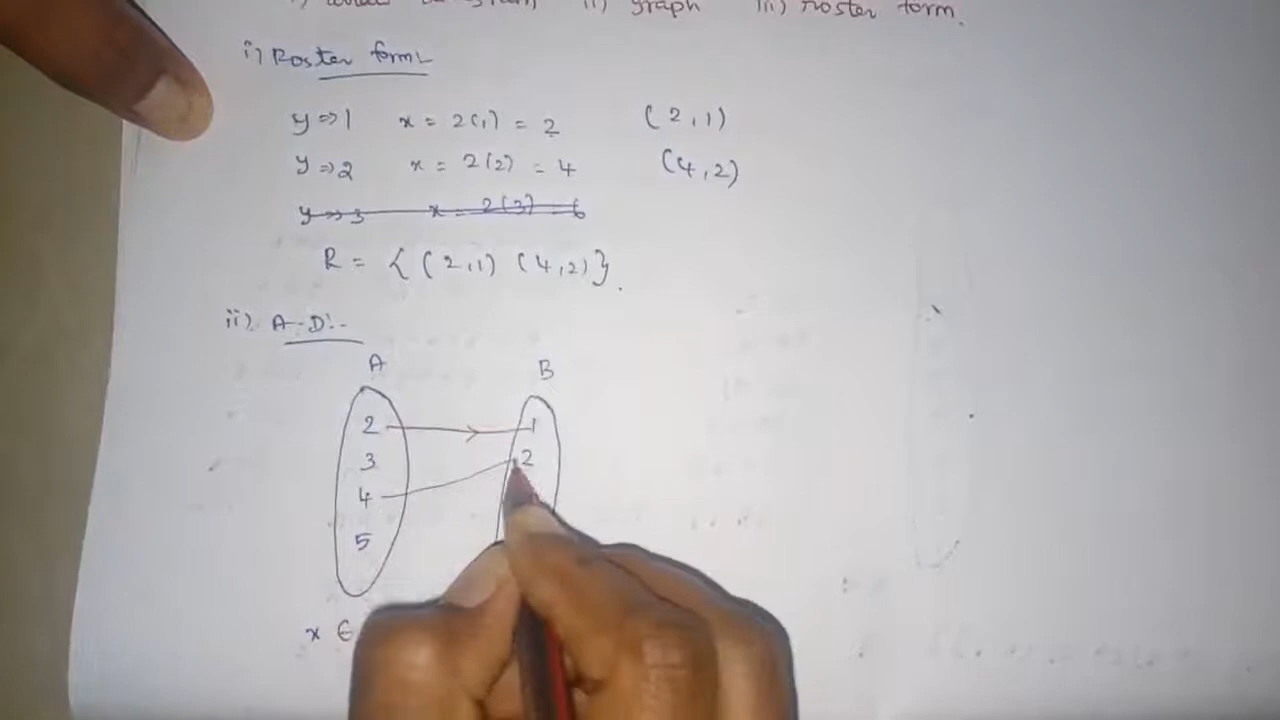 ii) graph iii) roster form.
i) Roster form:-
y ⇒ 1 x = 2(1) = 2 (2,1)
y ⇒ 2 x = 2(2) = 4 (4,2)
y ⇒ 3 x = 2(3) = 6
R = { (2,1) (4,2)}.
ii). A-D:-
A B
2 1
3 2
4
5
x ∈